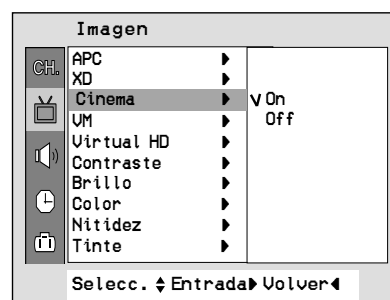 Imagen
CH.
APC
XD
Cinema
On
VM
Off
Virtual HD
Contraste
Brillo
Color
Nitidez
Tinte
Selecc. Entrada Volver